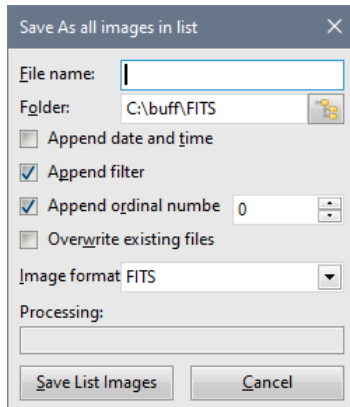 Save As all images in list
File name:
Folder: C:\buff\FITS
Append date and time
Append filter
Append ordinal numbe 0
Overwrite existing files
Image format FITS
Processing:
Save List Images Cancel